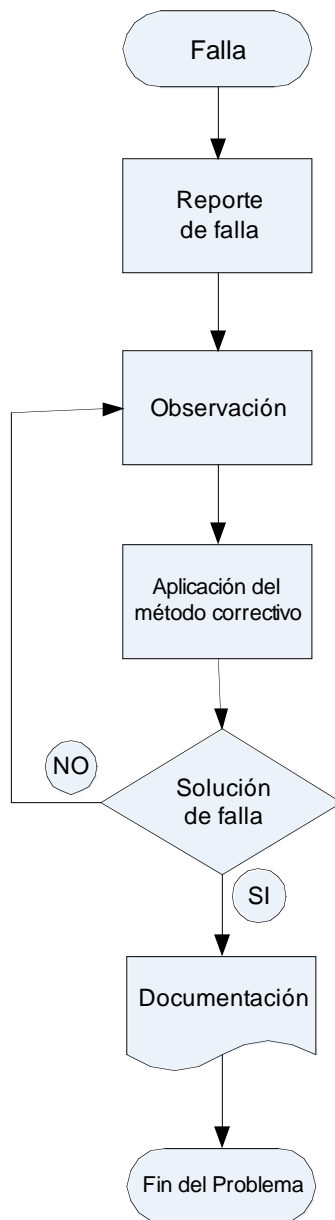 Falla
Reporte
de falla
Observación
Aplicación del
método correctivo
NO
Solución
de falla
SI
Documentación
Fin del Problema